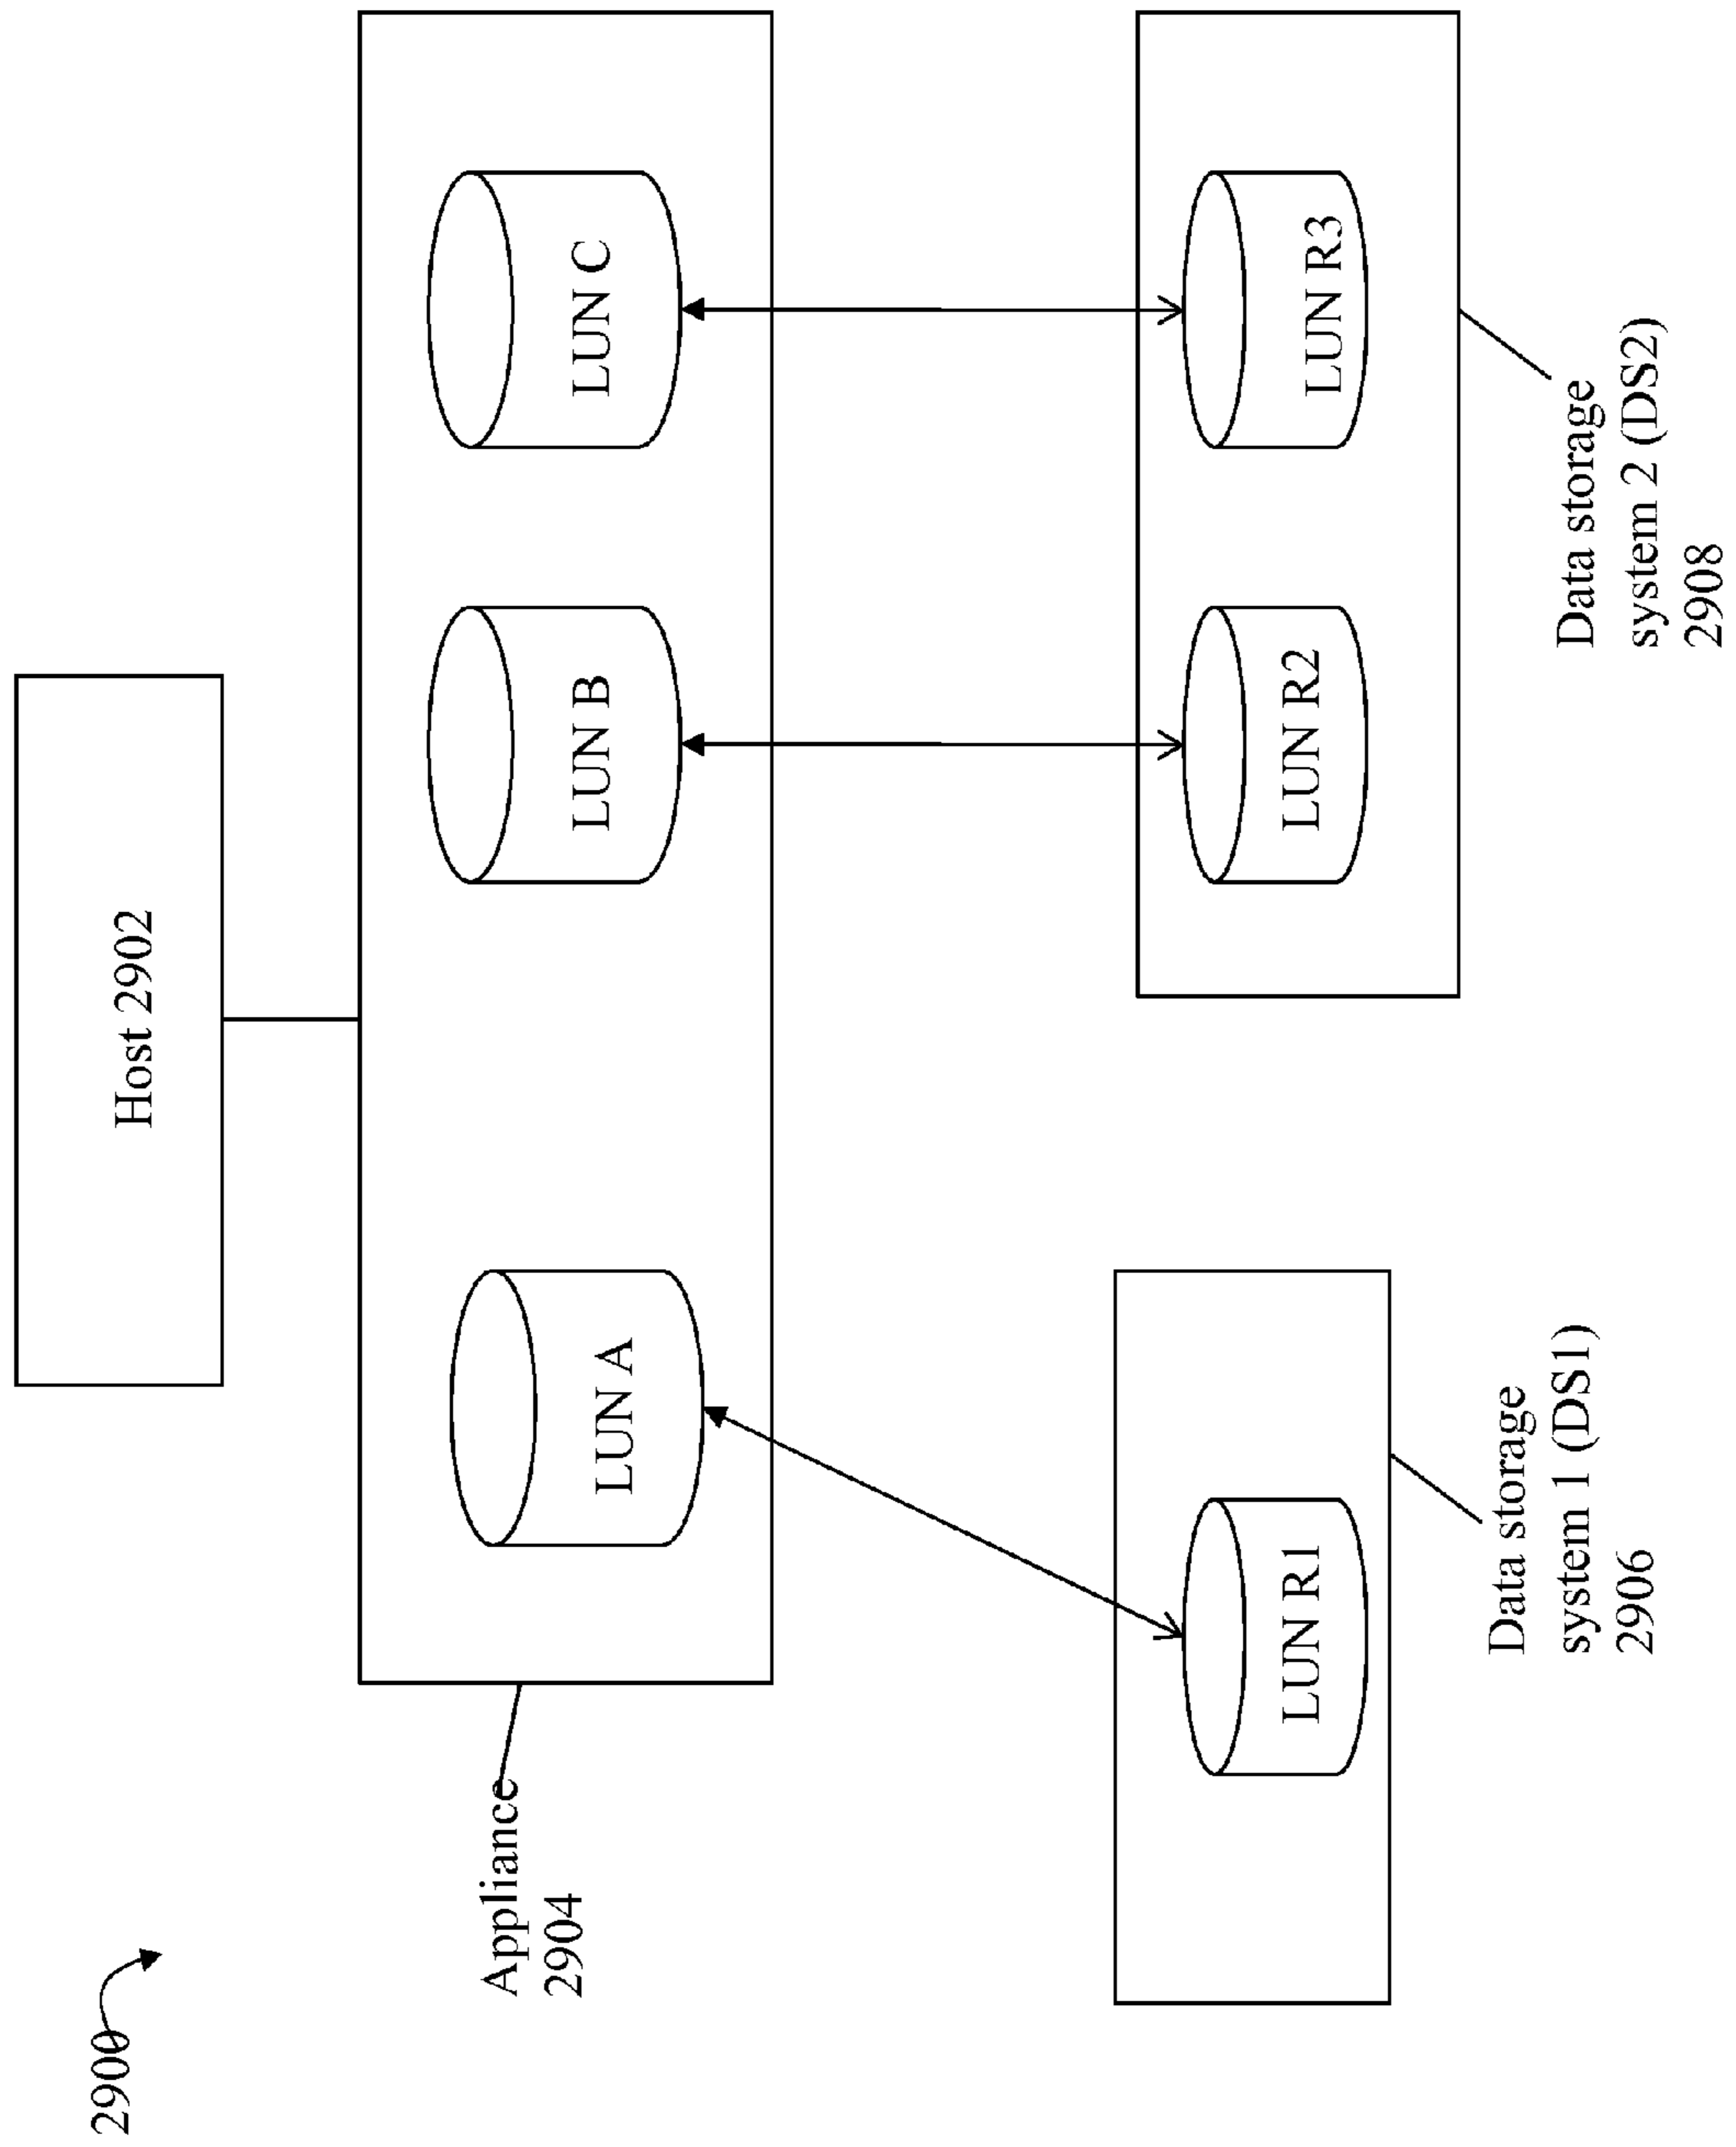 2900
Host 2902
Appliance
2904
LUN A
LUN B
LUN C
LUN R1
LUN R2
LUN R3
Data storage
system 1 (DS1)
2906
Data storage
system 2 (DS2)
2908